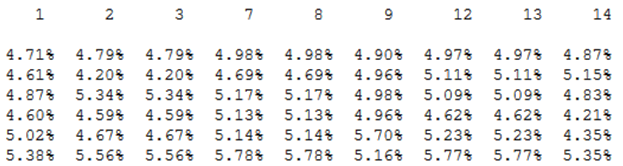 1 2 3 7 8 9 12 13 14
4.71% 4.79% 4.79% 4.98% 4.98% 4.90% 4.97% 4.97% 4.87%
4.61% 4.20% 4.20% 4.69% 4.69% 4.96% 5.11% 5.11% 5.15%
4.87% 5.34% 5.34% 5.17% 5.17% 4.98% 5.09% 5.09% 4.83%
4.60% 4.59% 4.59% 5.13% 5.13% 4.96% 4.62% 4.62% 4.21%
5.02% 4.67% 4.67% 5.14% 5.14% 5.70% 5.23% 5.23% 4.35%
5.38% 5.56% 5.56% 5.78% 5.78% 5.16% 5.77% 5.77% 5.35%